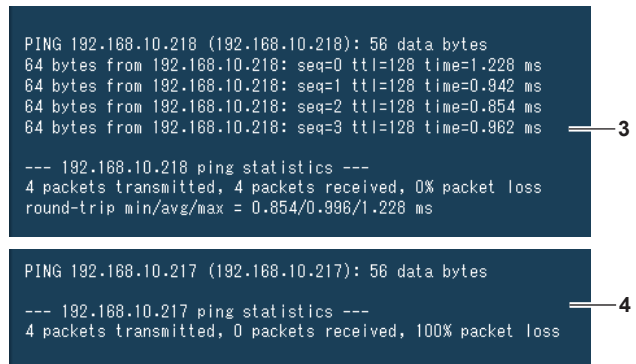 PING 192.168.10.218 (192.168.10.218): 56 data bytes
64 bytes from 192.168.10.218: seq=0 ttl=128 time=1.228 ms
64 bytes from 192.168.10.218: seq=1 ttl=128 time=0.942 ms
64 bytes from 192.168.10.218: seq=2 ttl=128 time=0.854 ms
64 bytes from 192.168.10.218: seq=3 ttl=128 time=0.962 ms
3
--- 192.168.10.218 ping statistics ---
4 packets transmitted, 4 packets received, 0% packet loss
round-trip min/avg/max = 0.854/0.996/1.228 ms
PING 192.168.10.217 (192.168.10.217): 56 data bytes
4
--- 192.168.10.217 ping statistics ---
4 packets transmitted, 0 packets received, 100% packet loss